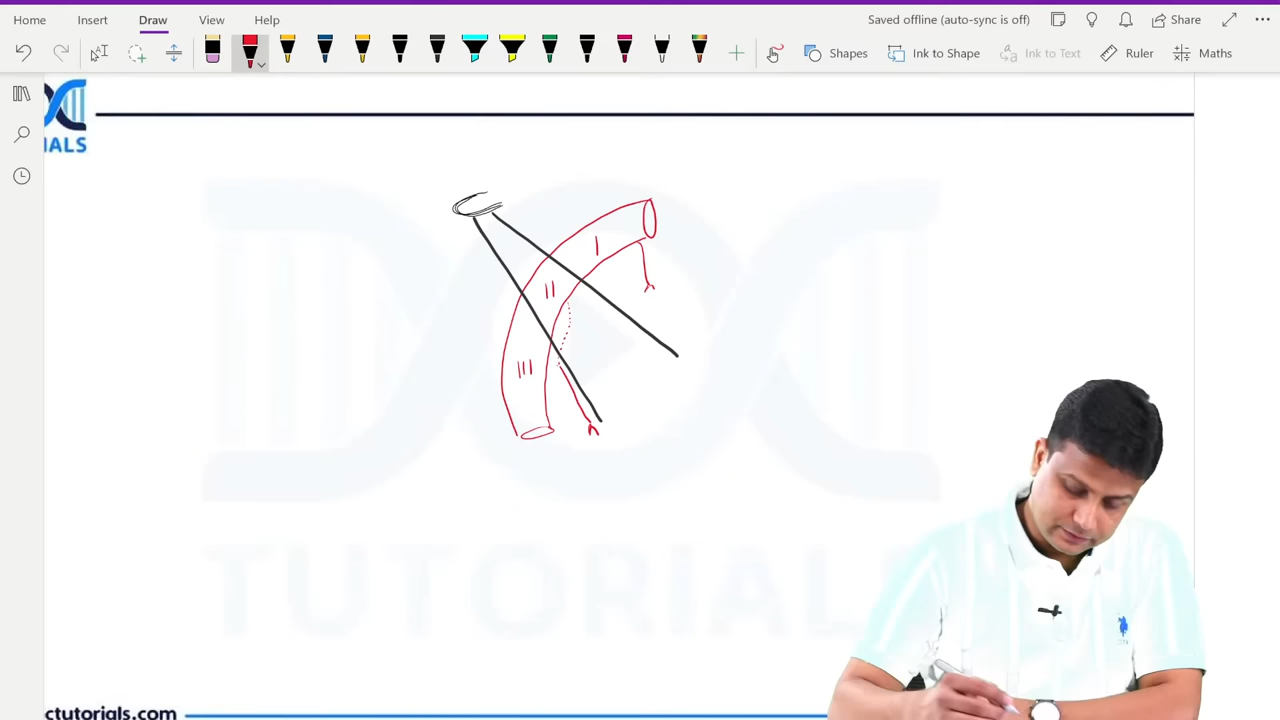 Home Insert Draw View Help Saved offline (auto-sync is off) Share
Shapes Ink to Shape Ink to Text Ruler Maths
IALS
I
II
III
TUTORIALS
ctutorials.com